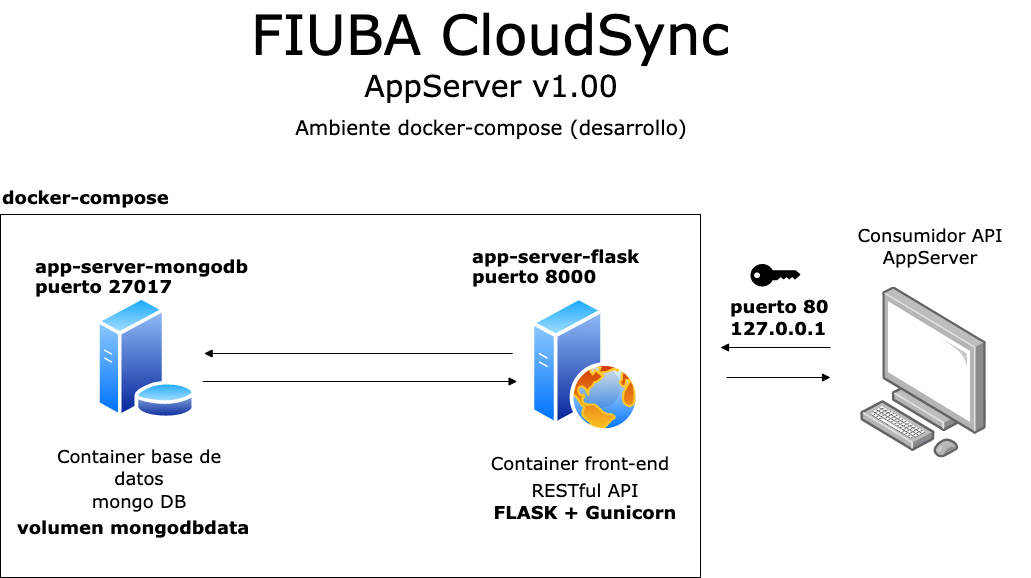 FIUBA CloudSync
AppServer v1.00
Ambiente docker-compose (desarrollo)
docker-compose
app-server-mongodb
puerto 27017
app-server-flask
puerto 8000
Consumidor API
AppServer
puerto 80
127.0.0.1
Container base de
datos
mongo DB
volumen mongodbdata
Container front-end
RESTful API
FLASK + Gunicorn